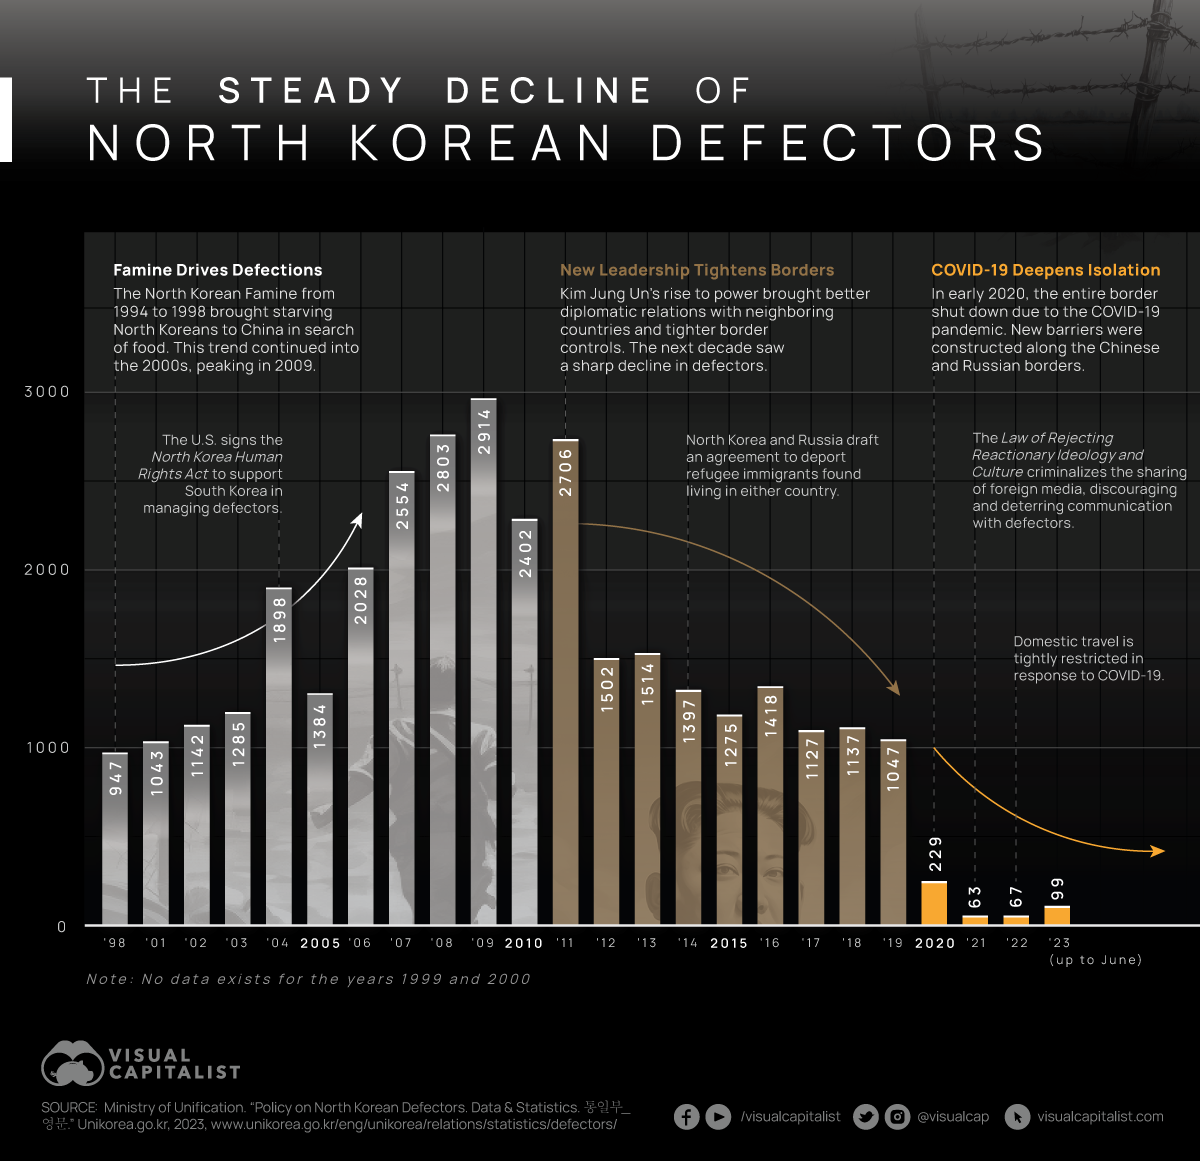 THE STEADY DECLINE OF
NORTH KOREAN DEFECTORS
Famine Drives Defections
The North Korean Famine from
1994 to 1998 brought starving
North Koreans to China in search
of food. This trend continued into
the 2000s, peaking in 2009.
New Leadership Tightens Borders
Kim Jung Un's rise to power brought better
diplomatic relations with neighboring
countries and tighter border
controls. The next decade saw
a sharp decline in defectors.
COVID-19 Deepens Isolation
In early 2020, the entire border
shut down due to the COVID-19
pandemic. New barriers were
constructed along the Chinese
and Russian borders.
The U.S. signs the
North Korea Human
Rights Act to support
South Korea in
managing defectors.
North Korea and Russia draft
an agreement to deport
refugee immigrants found
living in either country.
The Law of Rejecting
Reactionary Ideology and
Culture criminalizes the sharing
of foreign media, discouraging
and deterring communication
with defectors.
Domestic travel is
tightly restricted in
response to COVID-19.
3000
2000
1000
0
947
1043
1142
1285
1898
1384
2028
2554
2803
2914
2402
2706
1502
1514
1397
1275
1418
1127
1137
1047
229
63
67
99
'98 '01 '02 '03 '04 2005 '06 '07 '08 '09 2010 '11 '12 '13 '14 2015 '16 '17 '18 '19 2020 '21 '22 '23
(up to June)
Note: No data exists for the years 1999 and 2000
VISUAL
CAPITALIST
SOURCE: Ministry of Unification. “Policy on North Korean Defectors. Data & Statistics. 통일부_
영문.” Unikorea.go.kr, 2023, www.unikorea.go.kr/eng/unikorea/relations/statistics/defectors/
/visualcapitalist @visualcap visualcapitalist.com